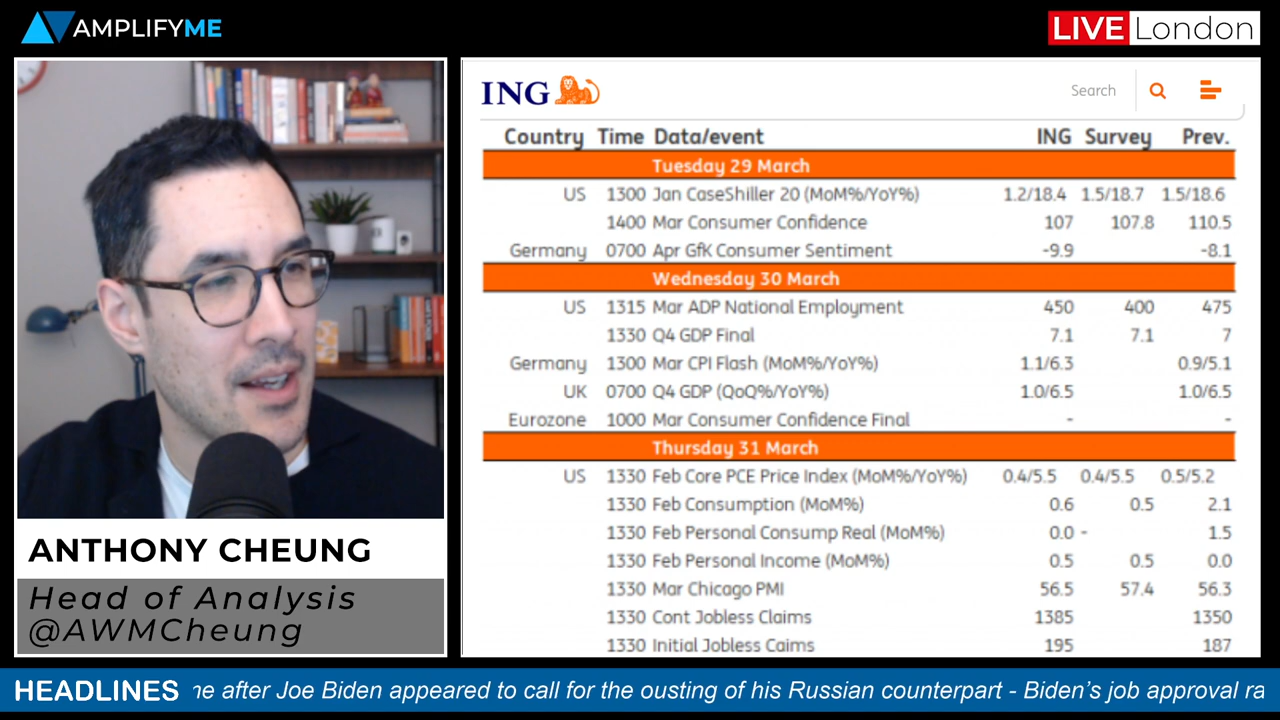 AMPLIFYME
LIVE London
ING
Search
Country Time Data/event ING Survey Prev.
Tuesday 29 March
US 1300 Jan CaseShiller 20 (MoM%/YoY%) 1.2/18.4 1.5/18.7 1.5/18.6
1400 Mar Consumer Confidence 107 107.8 110.5
Germany 0700 Apr GfK Consumer Sentiment -9.9 -8.1
Wednesday 30 March
US 1315 Mar ADP National Employment 450 400 475
1330 Q4 GDP Final 7.1 7.1 7
Germany 1300 Mar CPI Flash (MoM%/YoY%) 1.1/6.3 0.9/5.1
UK 0700 Q4 GDP (QoQ%/YoY%) 1.0/6.5 1.0/6.5
Eurozone 1000 Mar Consumer Confidence Final - -
Thursday 31 March
US 1330 Feb Core PCE Price Index (MoM%/YoY%) 0.4/5.5 0.4/5.5 0.5/5.2
1330 Feb Consumption (MoM%) 0.6 0.5 2.1
1330 Feb Personal Consump Real (MoM%) 0.0 - 1.5
1330 Feb Personal Income (MoM%) 0.5 0.5 0.0
1330 Mar Chicago PMI 56.5 57.4 56.3
1330 Cont Jobless Claims 1385 1350
1330 Initial Jobless Caims 195 187
ANTHONY CHEUNG
Head of Analysis
@AWMCheung
HEADLINES ne after Joe Biden appeared to call for the ousting of his Russian counterpart - Biden's job approval ra